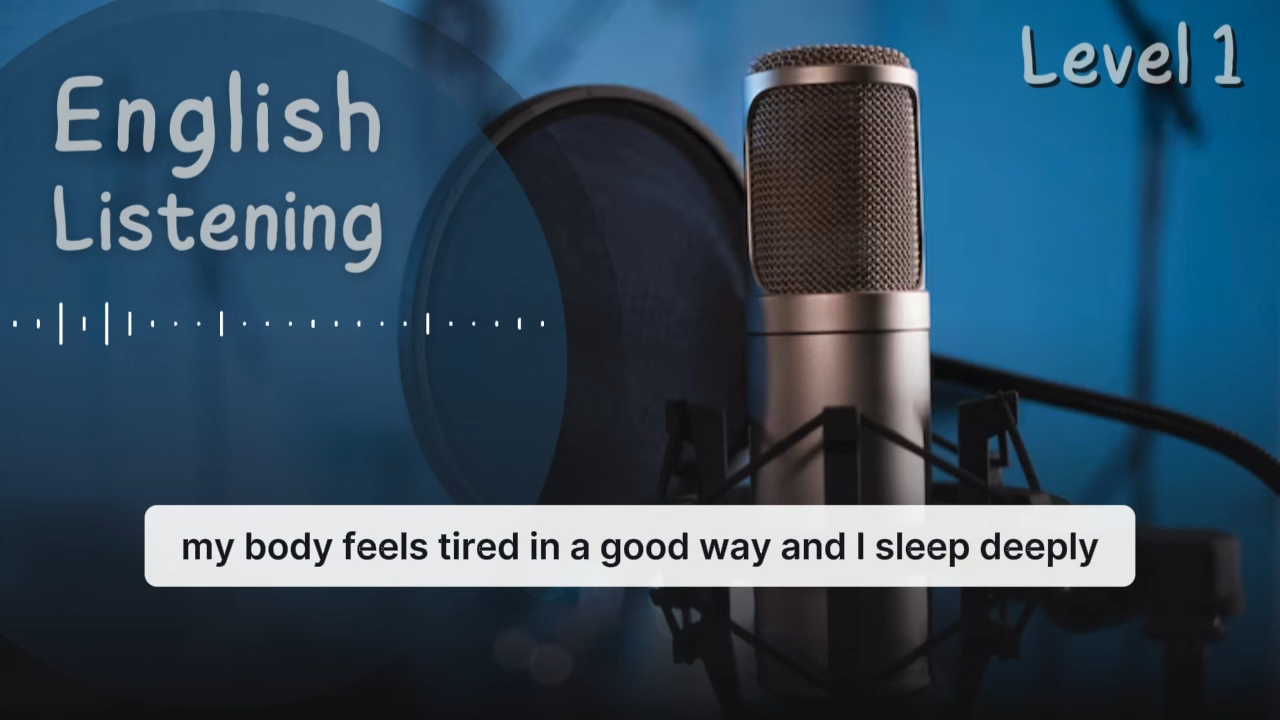 English
Listening
Level 1
my body feels tired in a good way and I sleep deeply